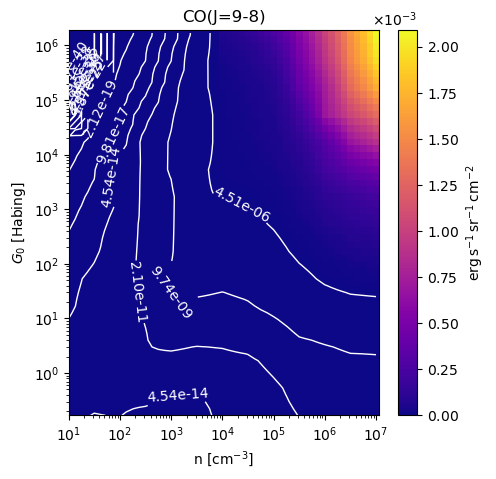 CO(J=9-8)
×10⁻³
10⁶
10⁵
10⁴
10³
10²
10¹
10⁰
G₀ [Habing]
2.12e-19
9.81e-17
4.54e-14
4.51e-06
2.10e-11
9.74e-09
4.54e-14
10¹ 10² 10³ 10⁴ 10⁵ 10⁶ 10⁷
n [cm⁻³]
2.00
1.75
1.50
1.25
1.00
0.75
0.50
0.25
0.00
erg s⁻¹ sr⁻¹ cm⁻²